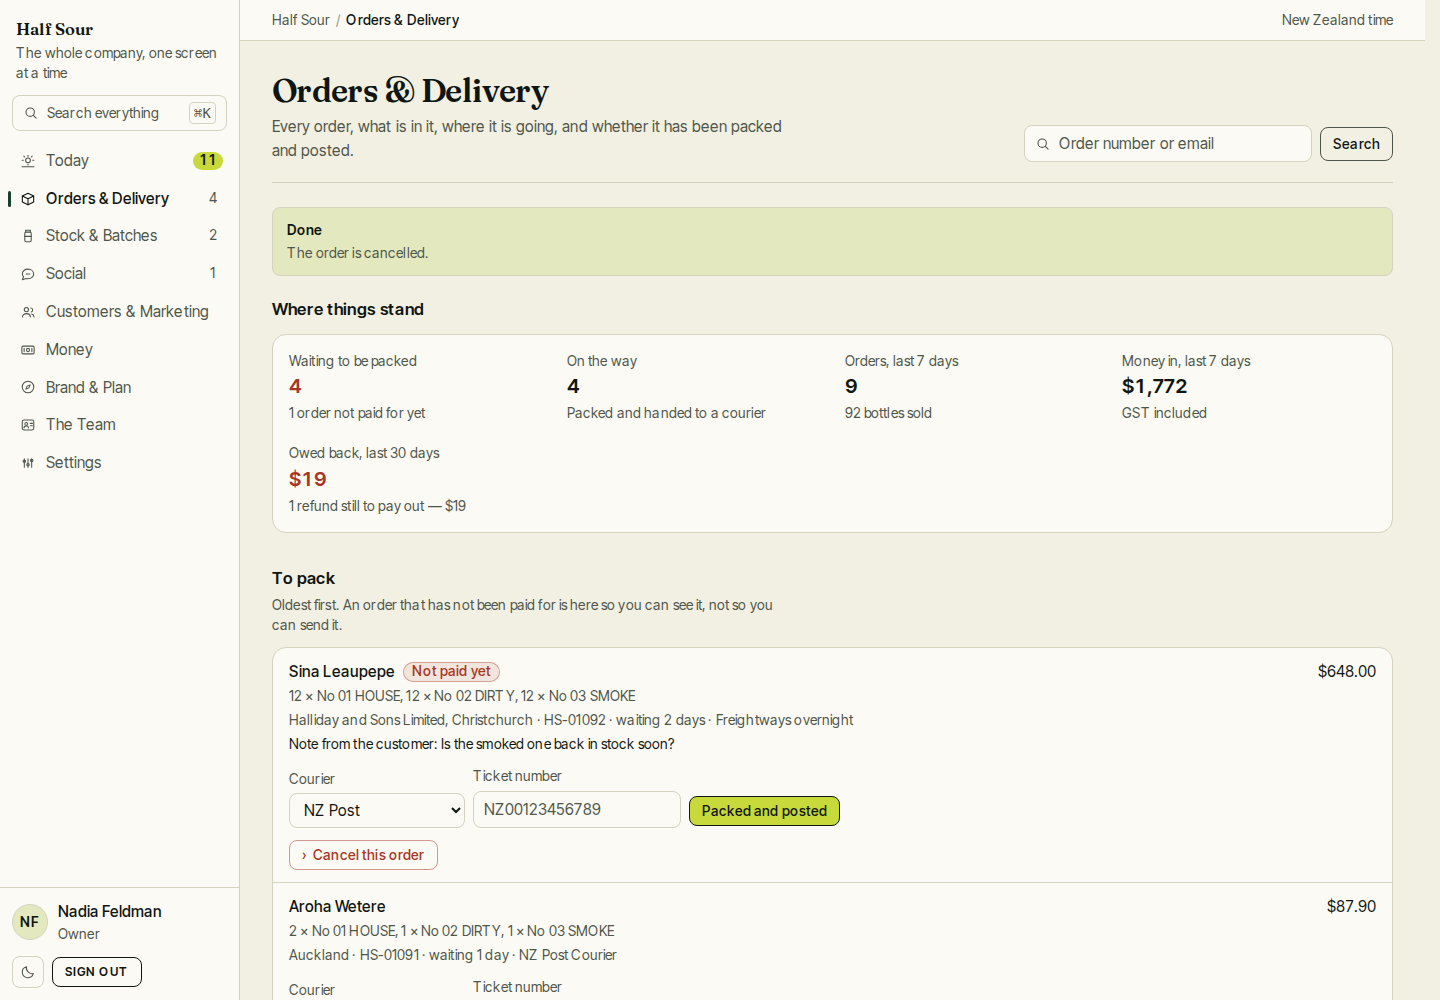 Half Sour
The whole company, one screen
at a time
Search everything
⌘K
Today
11
Orders & Delivery
4
Stock & Batches
2
Social
1
Customers & Marketing
Money
Brand & Plan
The Team
Settings
NF
Nadia Feldman
Owner
SIGN OUT
Half Sour / Orders & Delivery
New Zealand time
Orders & Delivery
Every order, what is in it, where it is going, and whether it has been packed
and posted.
Order number or email
Search
Done
The order is cancelled.
Where things stand
Waiting to be packed
4
1 order not paid for yet
On the way
4
Packed and handed to a courier
Orders, last 7 days
9
92 bottles sold
Money in, last 7 days
$1,772
GST included
Owed back, last 30 days
$19
1 refund still to pay out — $19
To pack
Oldest first. An order that has not been paid for is here so you can see it, not so you
can send it.
Sina Leaupepe
Not paid yet
$648.00
12 × No 01 HOUSE, 12 × No 02 DIRTY, 12 × No 03 SMOKE
Halliday and Sons Limited, Christchurch · HS-01092 · waiting 2 days · Freightways overnight
Note from the customer: Is the smoked one back in stock soon?
Courier
Ticket number
NZ Post
NZ00123456789
Packed and posted
› Cancel this order
Aroha Wetere
$87.90
2 × No 01 HOUSE, 1 × No 02 DIRTY, 1 × No 03 SMOKE
Auckland · HS-01091 · waiting 1 day · NZ Post Courier
Courier
Ticket number